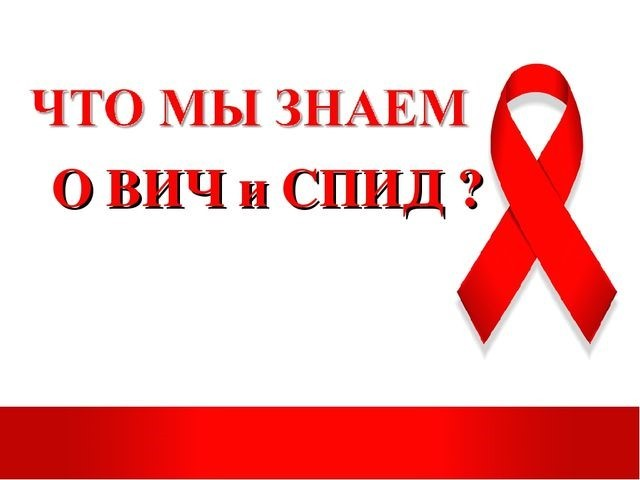 ЧТО МЫ ЗНАЕМ
О ВИЧ и СПИД ?